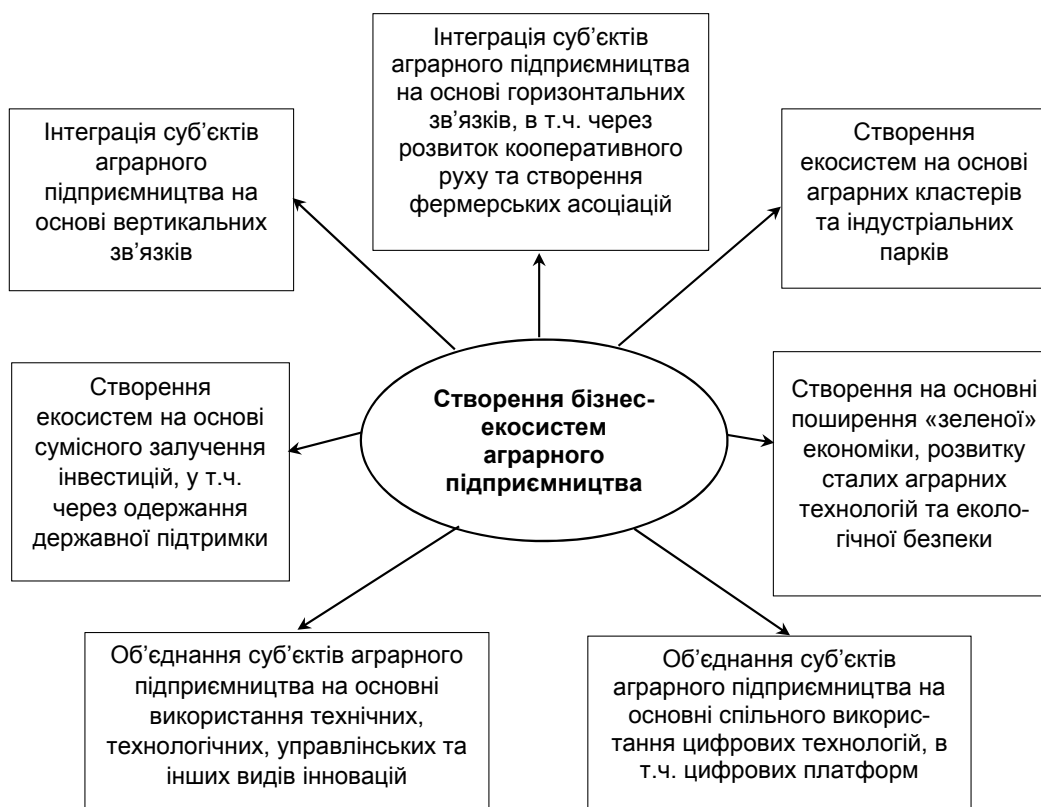 Інтеграція суб’єктів
аграрного підприємництва
на основі горизонтальних
зв’язків, в т.ч. через
розвиток кооперативного
руху та створення
фермерських асоціацій
Інтеграція суб’єктів
аграрного
підприємництва на
основі вертикальних
зв’язків
Створення
екосистем на основі
аграрних кластерів
та індустріальних
парків
Створення бізнес-
екосистем
аграрного
підприємництва
Створення
екосистем на основі
сумісного залучення
інвестицій, у т.ч.
через одержання
державної підтримки
Створення на основні
поширення «зеленої»
економіки, розвитку
сталих аграрних
технологій та еколо-
гічної безпеки
Об’єднання суб’єктів аграрного
підприємництва на основні
використання технічних,
технологічних, управлінських та
інших видів інновацій
Об’єднання суб’єктів
аграрного підприємництва на
основні спільного викорис-
тання цифрових технологій, в
т.ч. цифрових платформ